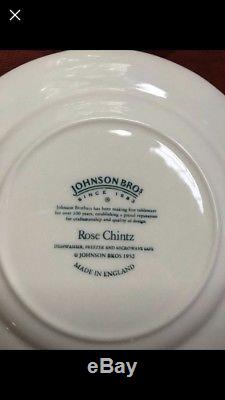 JOHNSON BROS
SINCE 1883
®
Johnson Brothers has been making fine tableware
for over 100 years, establishing a proud reputation
for craftsmanship and quality of design.
Rose Chintz
DISHWASHER, FREEZER AND MICROWAVE SAFE
© JOHNSON BROS 1952
MADE IN ENGLAND
eb